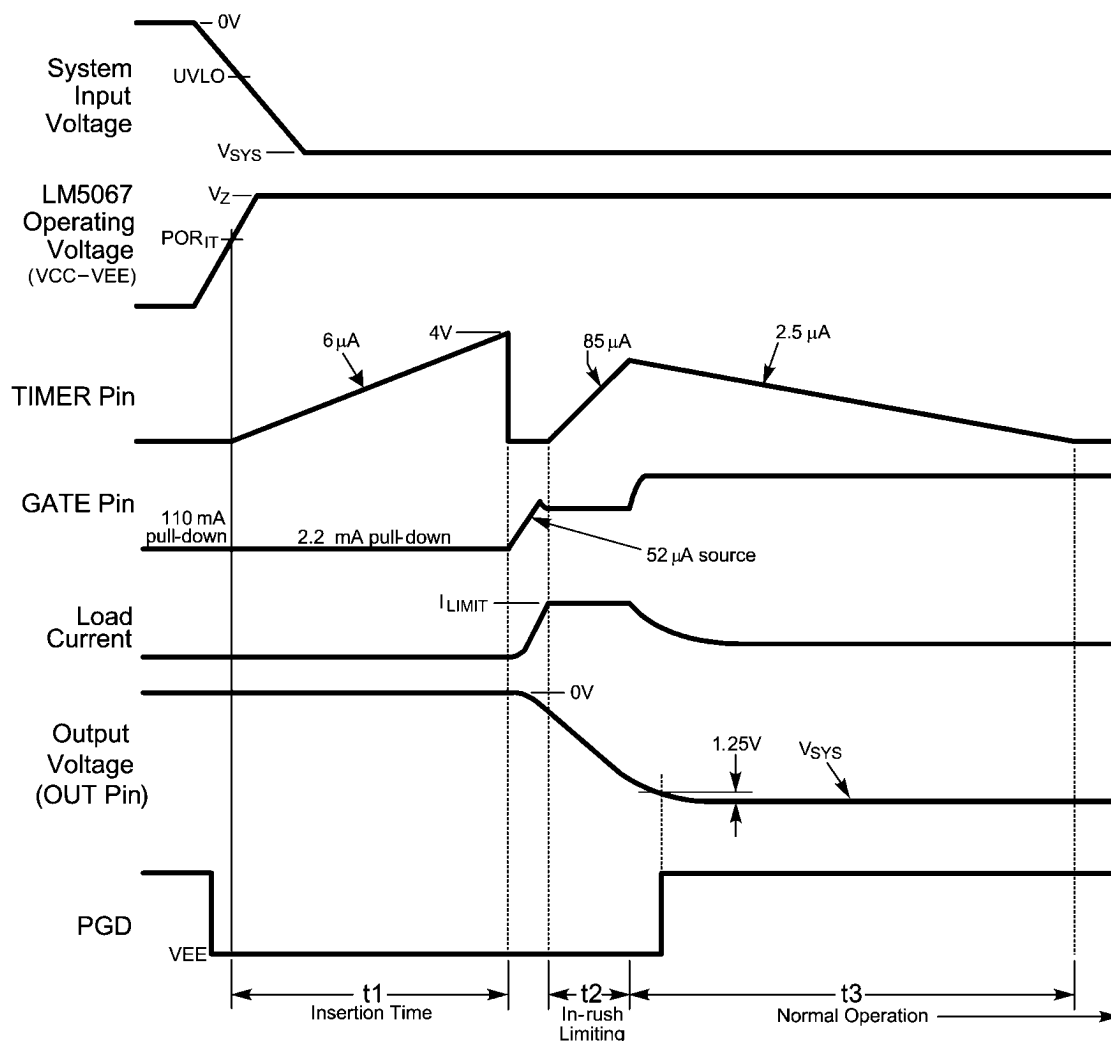 0V
UVLO
System
Input
Voltage
VSYS
LM5067
Operating
Voltage
(VCC–VEE)
VZ
PORIT
TIMER Pin
6 μA
4V
85 μA
2.5 μA
GATE Pin
110 mA
pull-down
2.2 mA pull-down
52 μA source
Load
Current
ILIMIT
0V
Output
Voltage
(OUT Pin)
1.25V
VSYS
PGD
VEE
t1
Insertion Time
t2
In-rush
Limiting
t3
Normal Operation